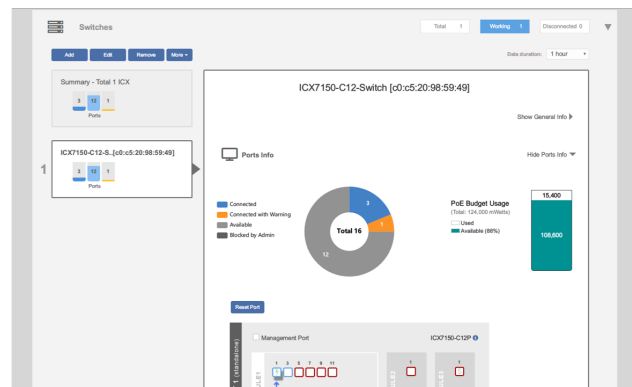 Switches
Total 1
Working 1
Disconnected 0
Add
Edit
Remove
More
Data duration: 1 hour
Summary - Total 1 ICX
3 12 1
Ports
ICX7150-C12-S..[c0:c5:20:98:59:49]
1
3 12 1
Ports
ICX7150-C12-Switch [c0:c5:20:98:59:49]
Show General Info
Ports Info
Hide Ports Info
Connected
Connected with Warning
Available
Blocked by Admin
3
1
Total 16
12
PoE Budget Usage
(Total: 124,000 mWatts)
Used
Available (88%)
15,400
108,600
Reset Port
Management Port
ICX7150-C12P
1 (standalone)
1 3 5 7 9 11
1
1